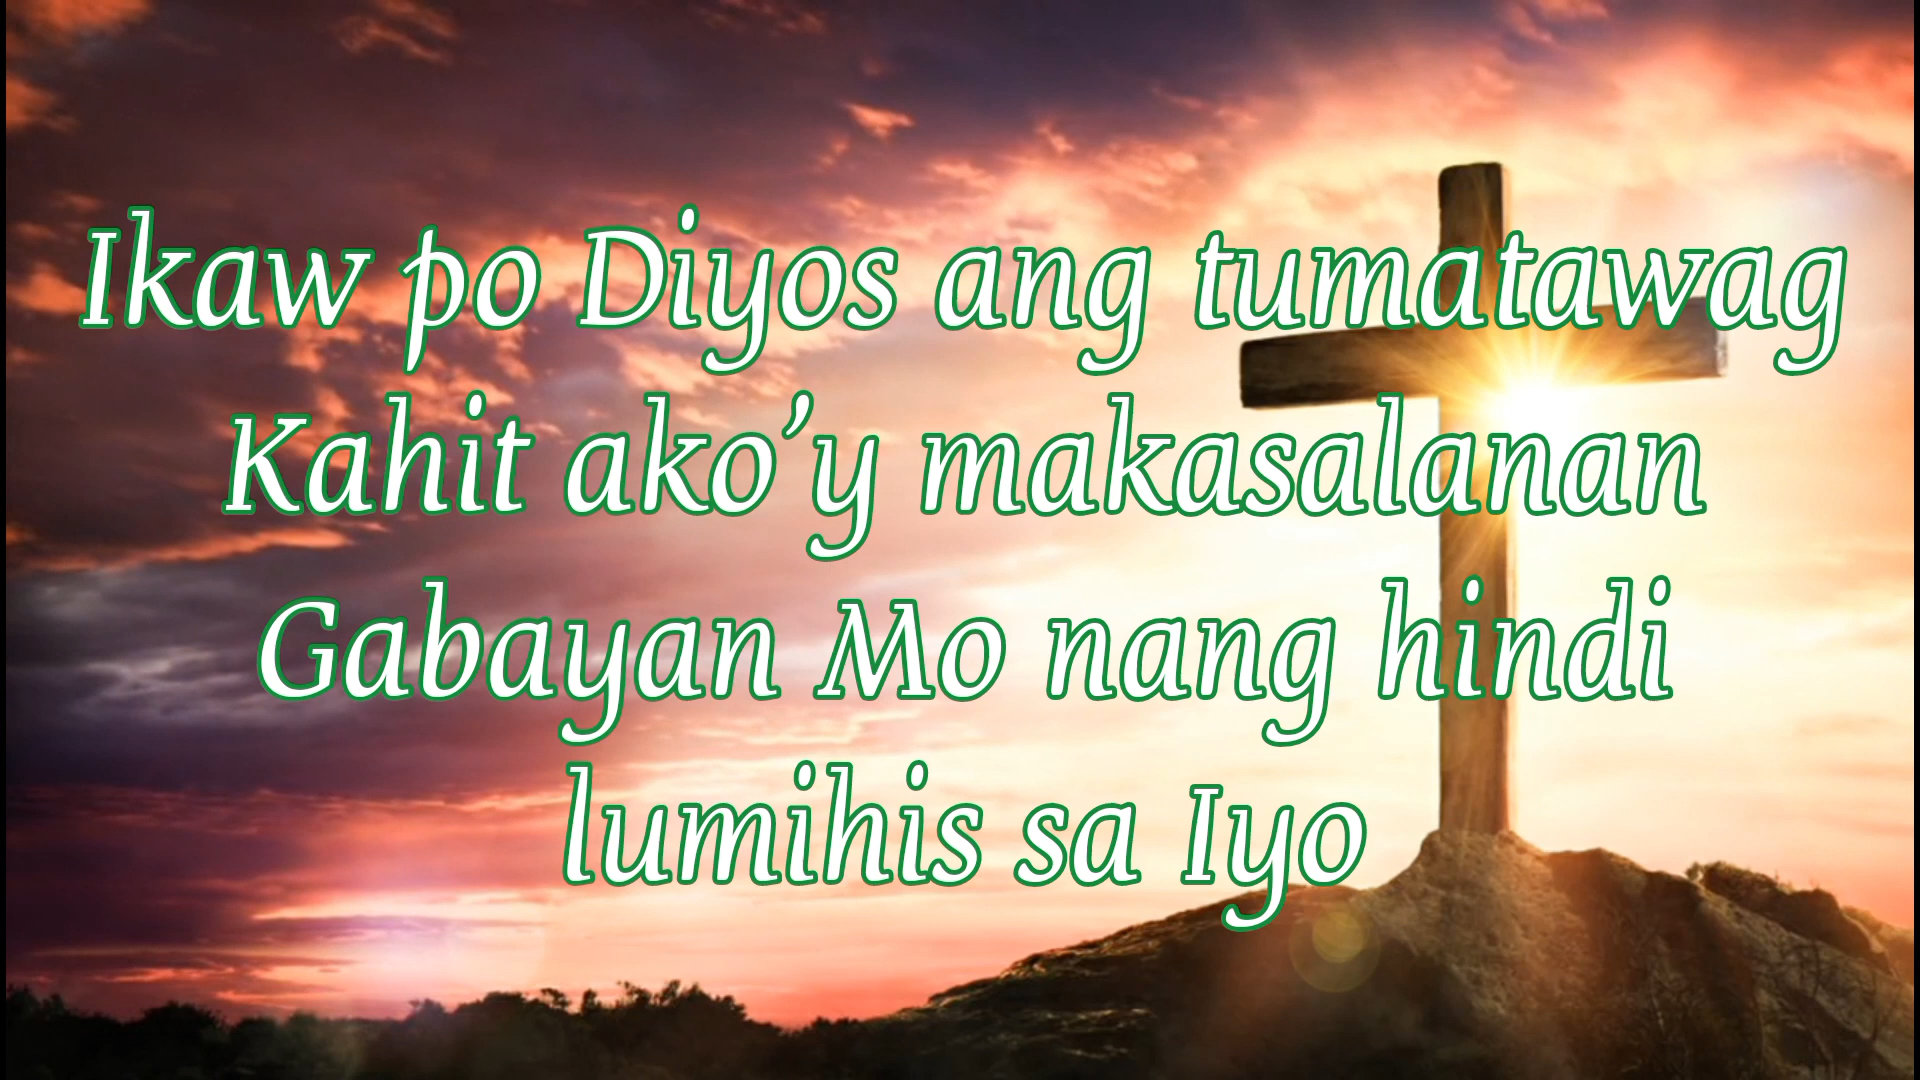 Ikaw po Diyos ang tumatawag
Kahit ako’y makasalanan
Gabayan Mo nang hindi
lumihis sa Iyo